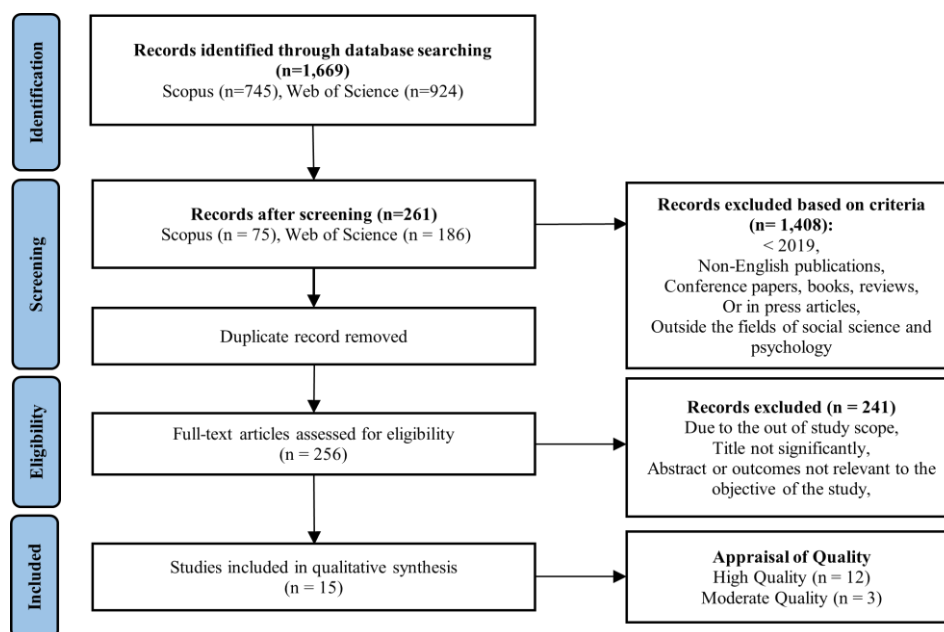 Identification
Records identified through database searching
(n=1,669)
Scopus (n=745), Web of Science (n=924)
Screening
Records after screening (n=261)
Scopus (n = 75), Web of Science (n = 186)
Records excluded based on criteria
(n= 1,408):
< 2019,
Non-English publications,
Conference papers, books, reviews,
Or in press articles,
Outside the fields of social science and
psychology
Duplicate record removed
Eligibility
Full-text articles assessed for eligibility
(n = 256)
Records excluded (n = 241)
Due to the out of study scope,
Title not significantly,
Abstract or outcomes not relevant to the
objective of the study,
Included
Studies included in qualitative synthesis
(n = 15)
Appraisal of Quality
High Quality (n = 12)
Moderate Quality (n = 3)